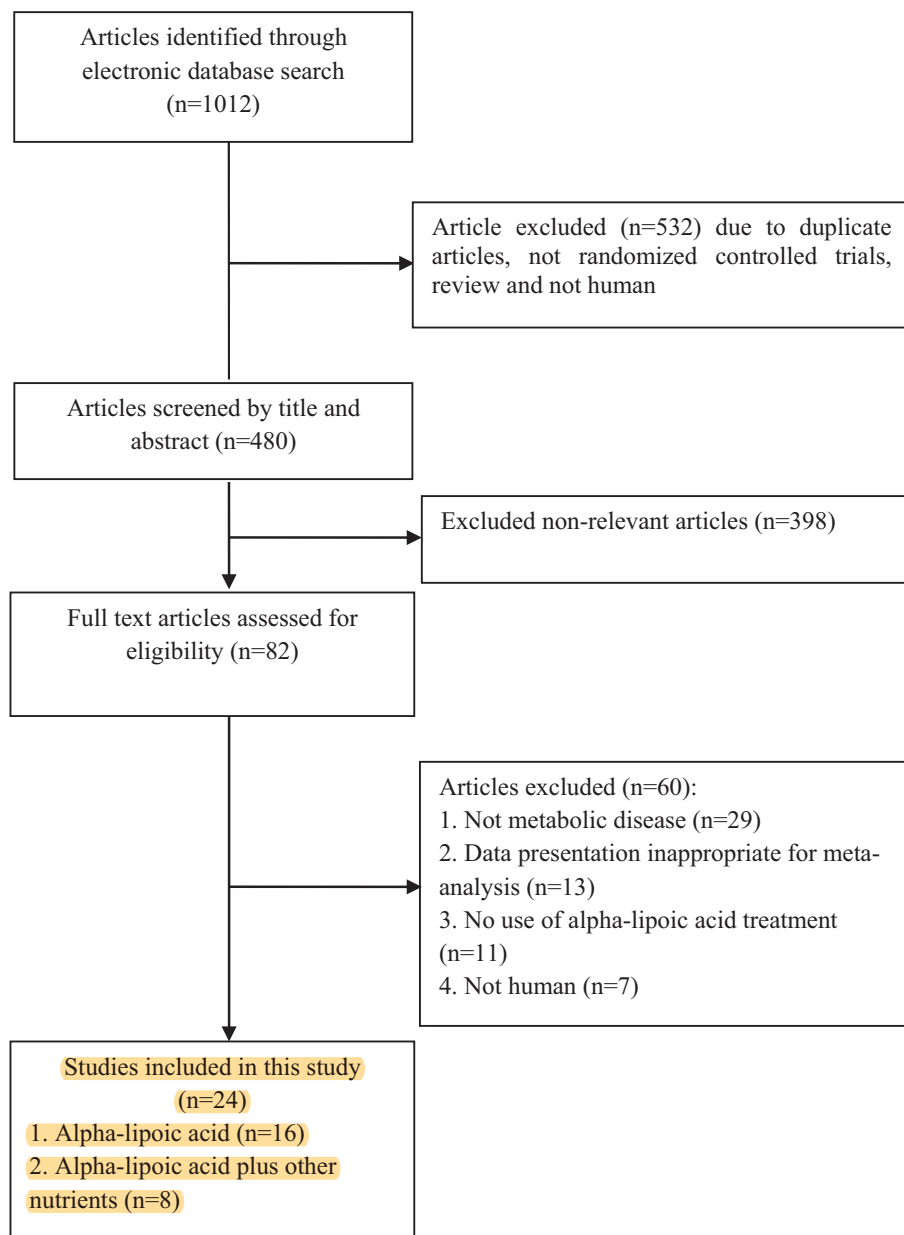 Articles identified through
electronic database search
(n=1012)
Article excluded (n=532) due to duplicate
articles, not randomized controlled trials,
review and not human
Articles screened by title and
abstract (n=480)
Excluded non-relevant articles (n=398)
Full text articles assessed for
eligibility (n=82)
Articles excluded (n=60):
1. Not metabolic disease (n=29)
2. Data presentation inappropriate for meta-
analysis (n=13)
3. No use of alpha-lipoic acid treatment
(n=11)
4. Not human (n=7)
Studies included in this study
(n=24)
1. Alpha-lipoic acid (n=16)
2. Alpha-lipoic acid plus other
nutrients (n=8)